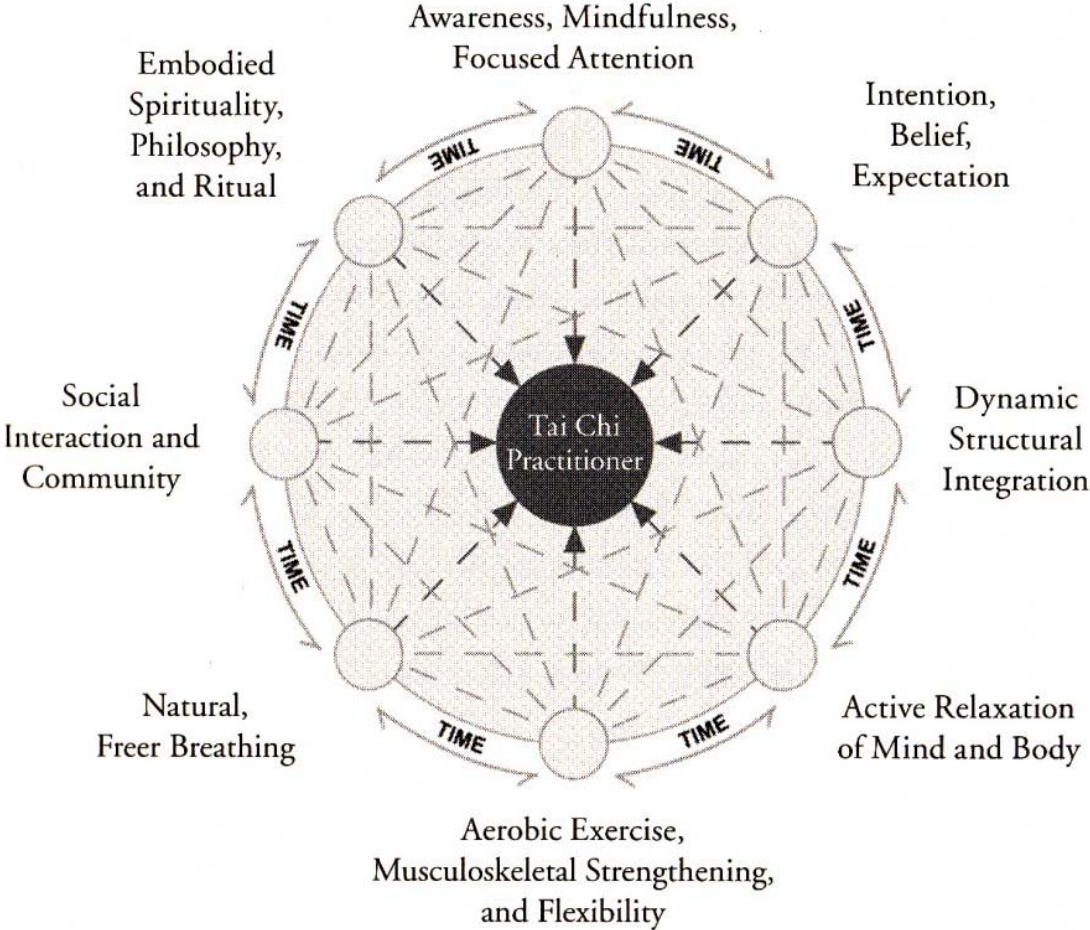 Awareness, Mindfulness,
Focused Attention
Embodied
Spirituality,
Philosophy,
and Ritual
Intention,
Belief,
Expectation
TIME
TIME
TIME
TIME
Social
Interaction and
Community
Tai Chi
Practitioner
Dynamic
Structural
Integration
TIME
TIME
Natural,
Freer Breathing
Active Relaxation
of Mind and Body
TIME
TIME
Aerobic Exercise,
Musculoskeletal Strengthening,
and Flexibility